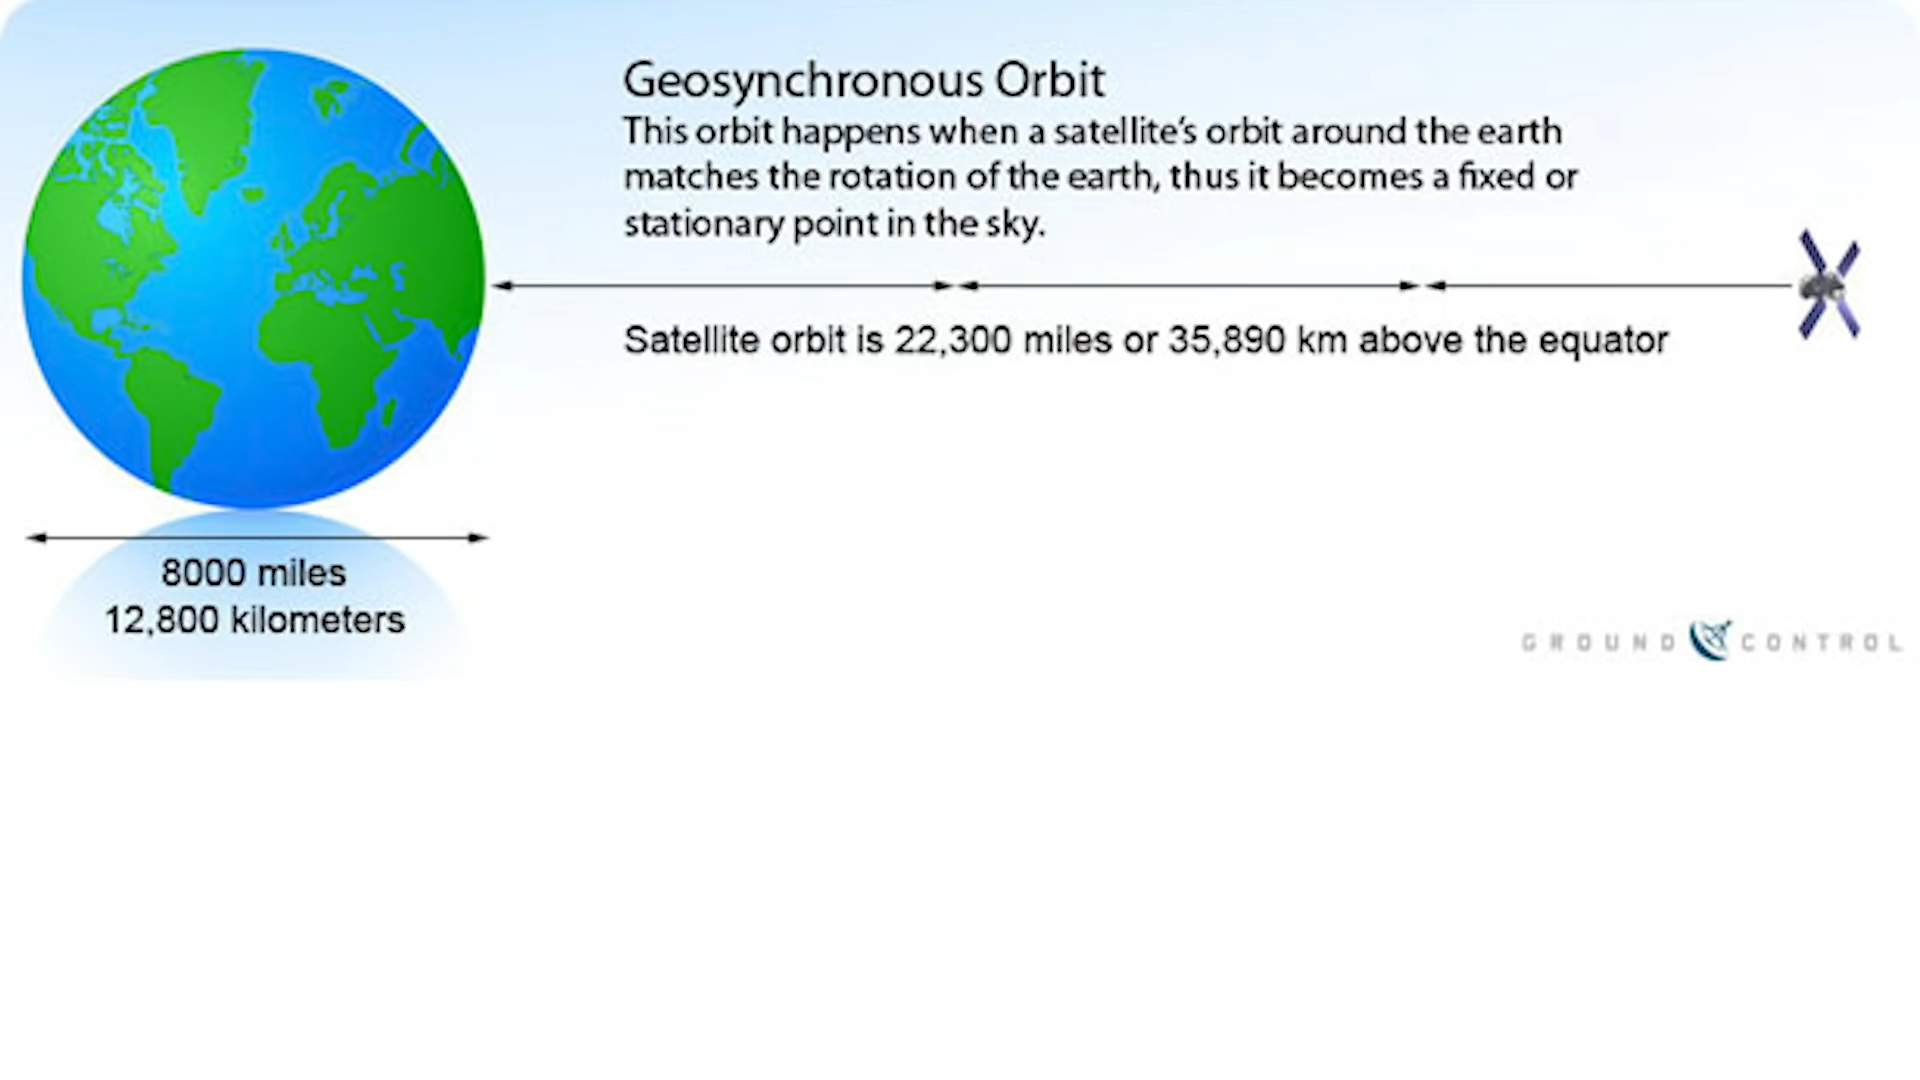 Geosynchronous Orbit
This orbit happens when a satellite's orbit around the earth
matches the rotation of the earth, thus it becomes a fixed or
stationary point in the sky.
Satellite orbit is 22,300 miles or 35,890 km above the equator
8000 miles
12,800 kilometers
GROUND CONTROL